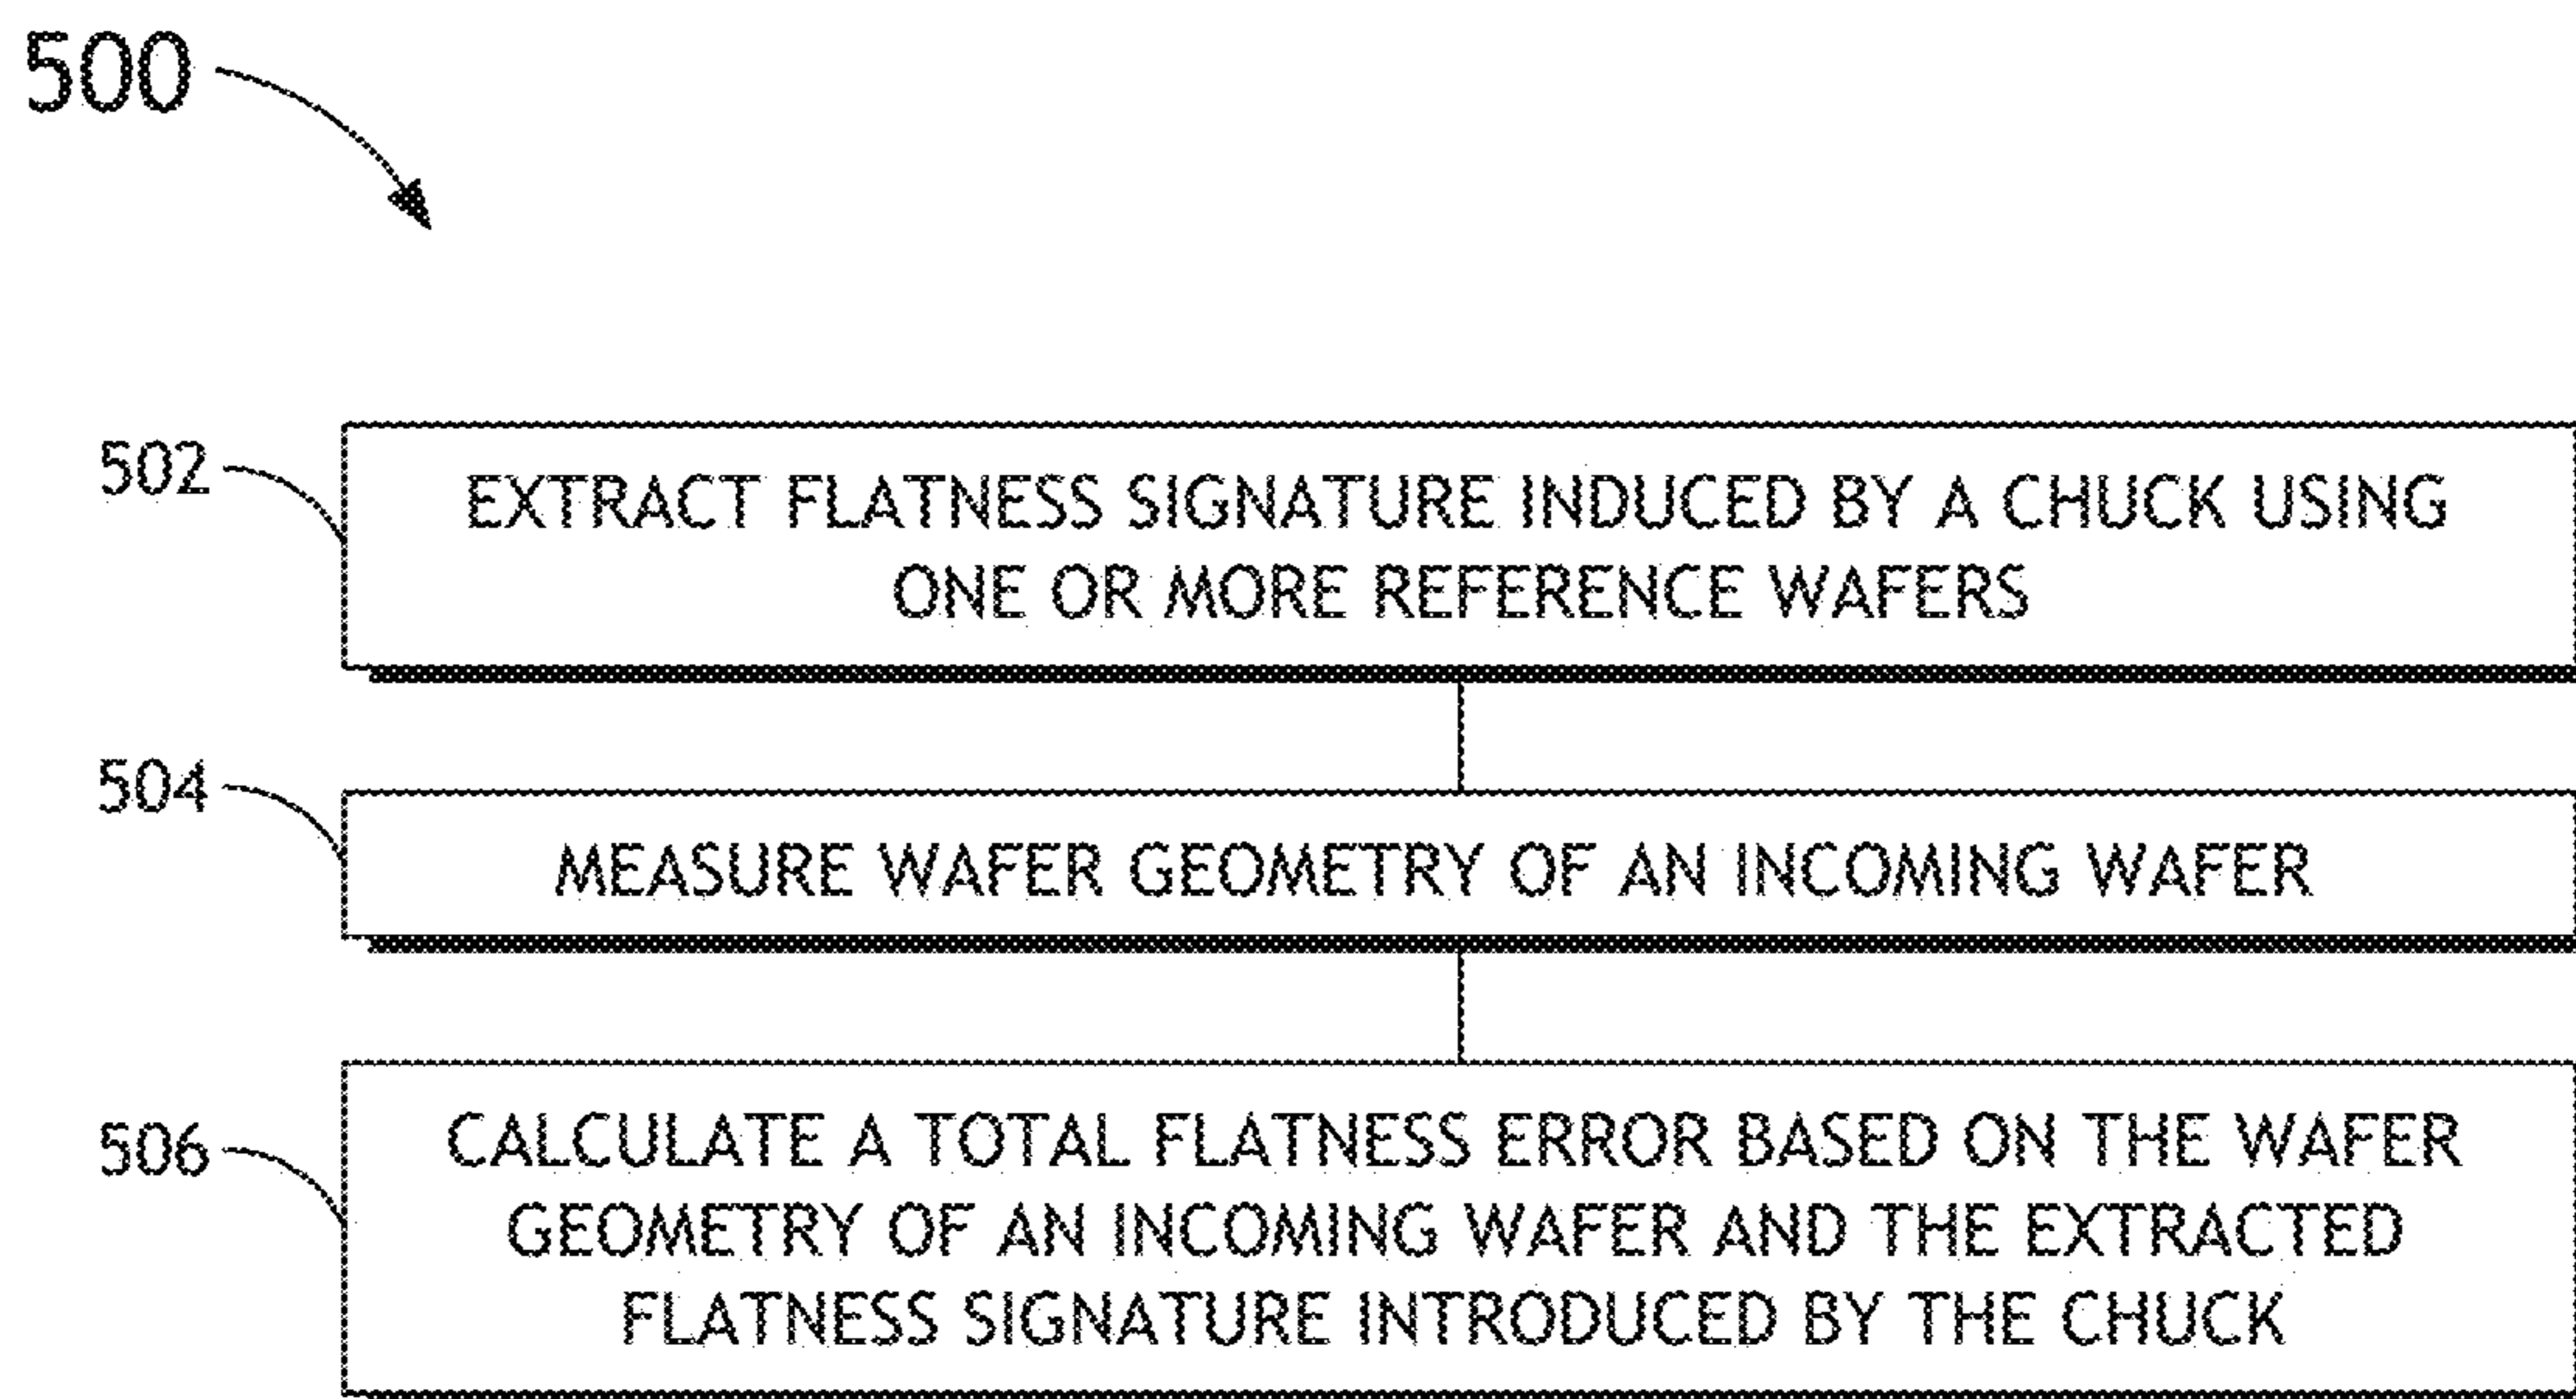 500
502
EXTRACT FLATNESS SIGNATURE INDUCED BY A CHUCK USING
ONE OR MORE REFERENCE WAFERS
504
MEASURE WAFER GEOMETRY OF AN INCOMING WAFER
506
CALCULATE A TOTAL FLATNESS ERROR BASED ON THE WAFER
GEOMETRY OF AN INCOMING WAFER AND THE EXTRACTED
FLATNESS SIGNATURE INTRODUCED BY THE CHUCK